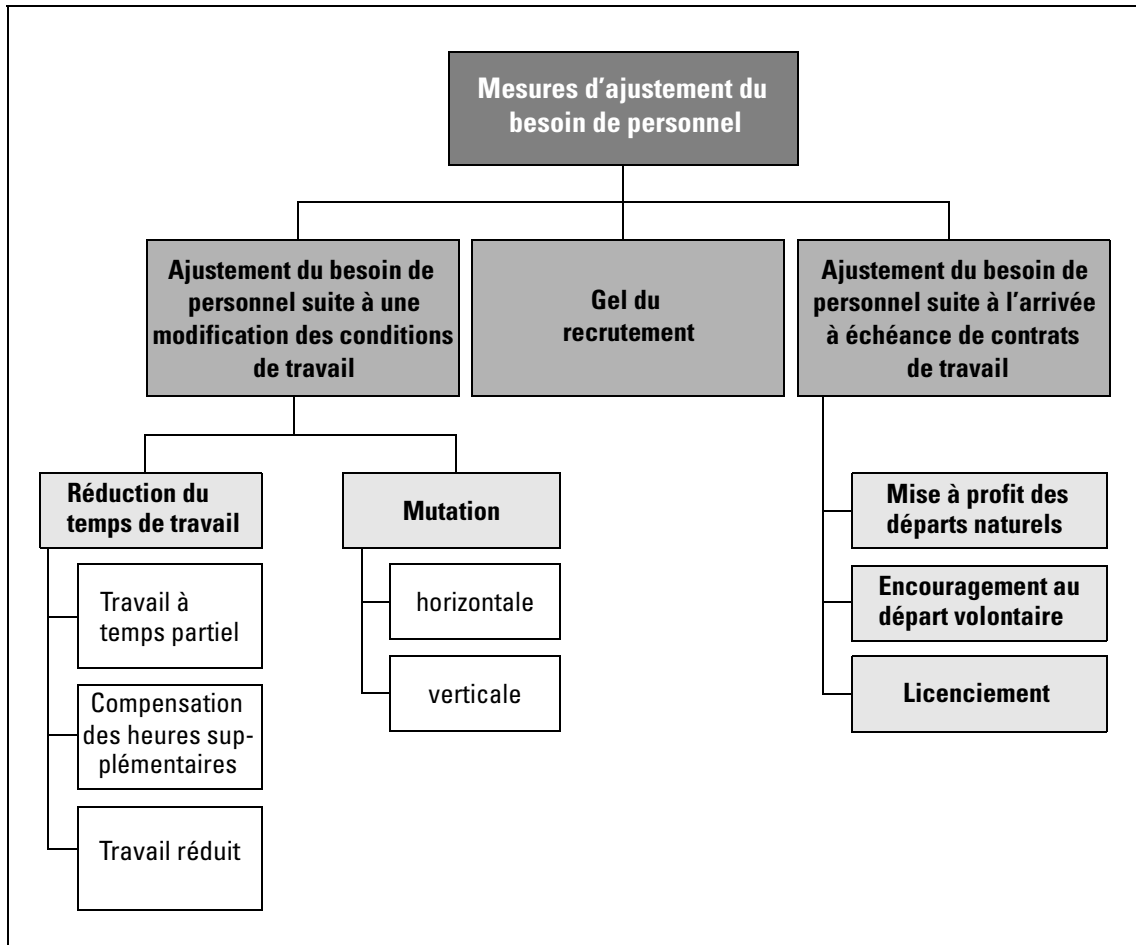 Mesures d'ajustement du
besoin de personnel
Ajustement du besoin de
personnel suite à une
modification des conditions
de travail
Gel du
recrutement
Ajustement du besoin de
personnel suite à l'arrivée
à échéance de contrats
de travail
Réduction du
temps de travail
Travail à
temps partiel
Compensation
des heures sup-
plémentaires
Travail réduit
Mutation
horizontale
verticale
Mise à profit des
départs naturels
Encouragement au
départ volontaire
Licenciement